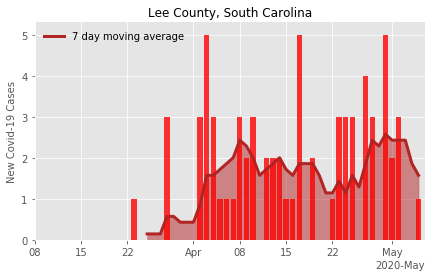 Lee County, South Carolina
7 day moving average
New Covid-19 Cases
5
4
3
2
1
0
08 15 22 Apr 08 15 22 May
2020-May